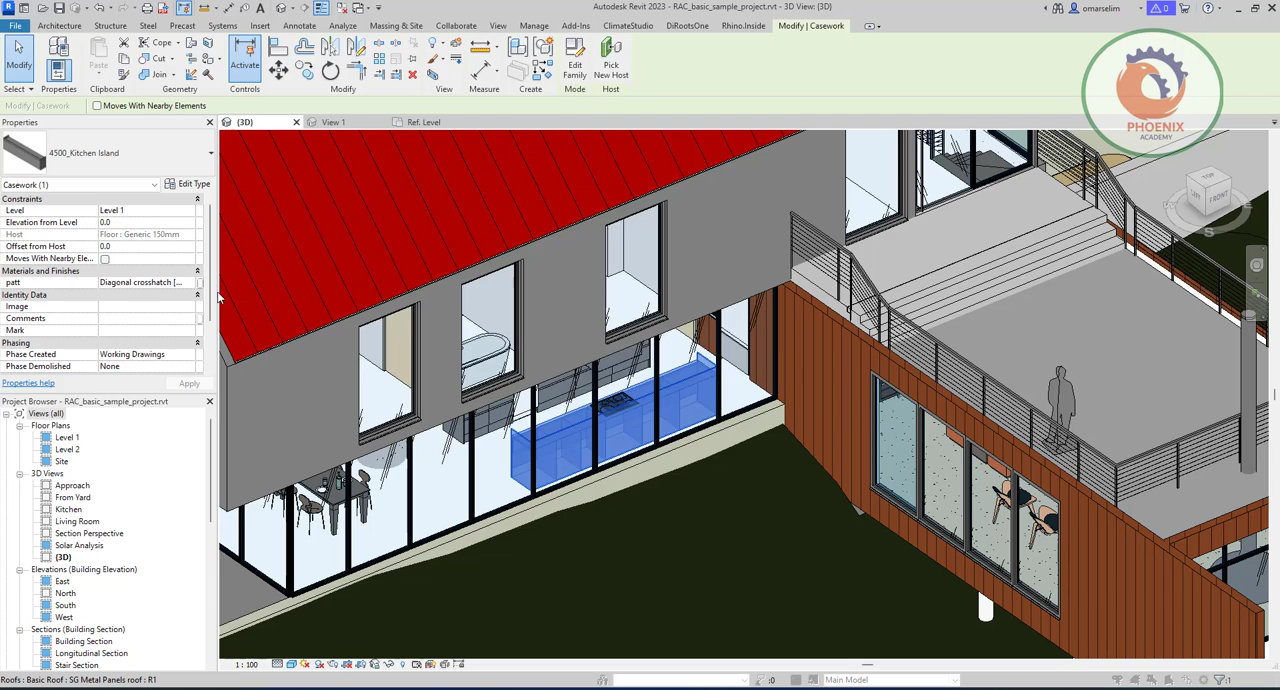 Autodesk Revit 2023 - RAC_basic_sample_project.rvt - 3D View: {3D}
omarselim
0
File Architecture Structure Steel Precast Systems Insert Annotate Analyze Massing & Site Collaborate View Manage Add-Ins ClimateStudio DiRootsOne Rhino.Inside Modify | Casework
Modify
Paste
Cope
Cut
Join
Activate
Edit Family
Pick New Host
Select Properties Clipboard Geometry Controls Modify View Measure Create Mode Host
Modify | Casework Moves With Nearby Elements
Properties
{3D} View 1 Ref. Level
4500_Kitchen Island
Casework (1) Edit Type
Constraints
Level Level 1
Elevation from Level 0.0
Host Floor : Generic 150mm
Offset from Host 0.0
Moves With Nearby Ele...
Materials and Finishes
patt Diagonal crosshatch [...
Identity Data
Image
Comments
Mark
Phasing
Phase Created Working Drawings
Phase Demolished None
Properties help Apply
Project Browser - RAC_basic_sample_project.rvt
Views (all)
Floor Plans
Level 1
Level 2
Site
3D Views
Approach
From Yard
Kitchen
Living Room
Section Perspective
Solar Analysis
{3D}
Elevations (Building Elevation)
East
North
South
West
Sections (Building Section)
Building Section
Longitudinal Section
Stair Section
PHOENIX
ACADEMY
TOP
FRONT
W
E
S
1 : 100
Roofs : Basic Roof : SG Metal Panels roof : R1
:0
Main Model
:1